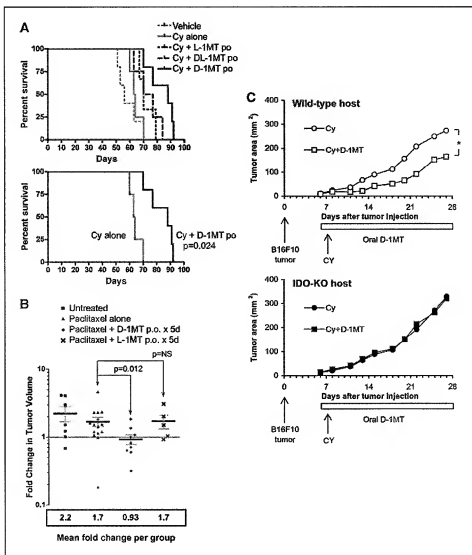 A
Vehicle
Cy alone
Cy + L-1MT po
Cy + DL-1MT po
Cy + D-1MT po
Percent survival
100
75
50
25
0
0 10 20 30 40 50 60 70 80 90 100
Days
Percent survival
100
75
50
25
0
Cy alone
Cy + D-1MT po
p=0.024
0 10 20 30 40 50 60 70 80 90 100
Days
B
Untreated
Paclitaxel alone
Paclitaxel + D-1MT p.o. x 5d
Paclitaxel + L-1MT p.o. x 5d
p=NS
p=0.012
Fold Change in Tumor Volume
10
1
0.1
2.2 1.7 0.93 1.7
Mean fold change per group
C
Wild-type host
Tumor area (mm²)
400
300
200
100
0
Cy
Cy+D-1MT
*
0 7 14 21 28
Days after tumor injection
Oral D-1MT
B16F10
tumor
CY
IDO-KO host
Tumor area (mm²)
400
300
200
100
0
Cy
Cy+D-1MT
0 7 14 21 28
Days after tumor injection
Oral D-1MT
B16F10
tumor
CY